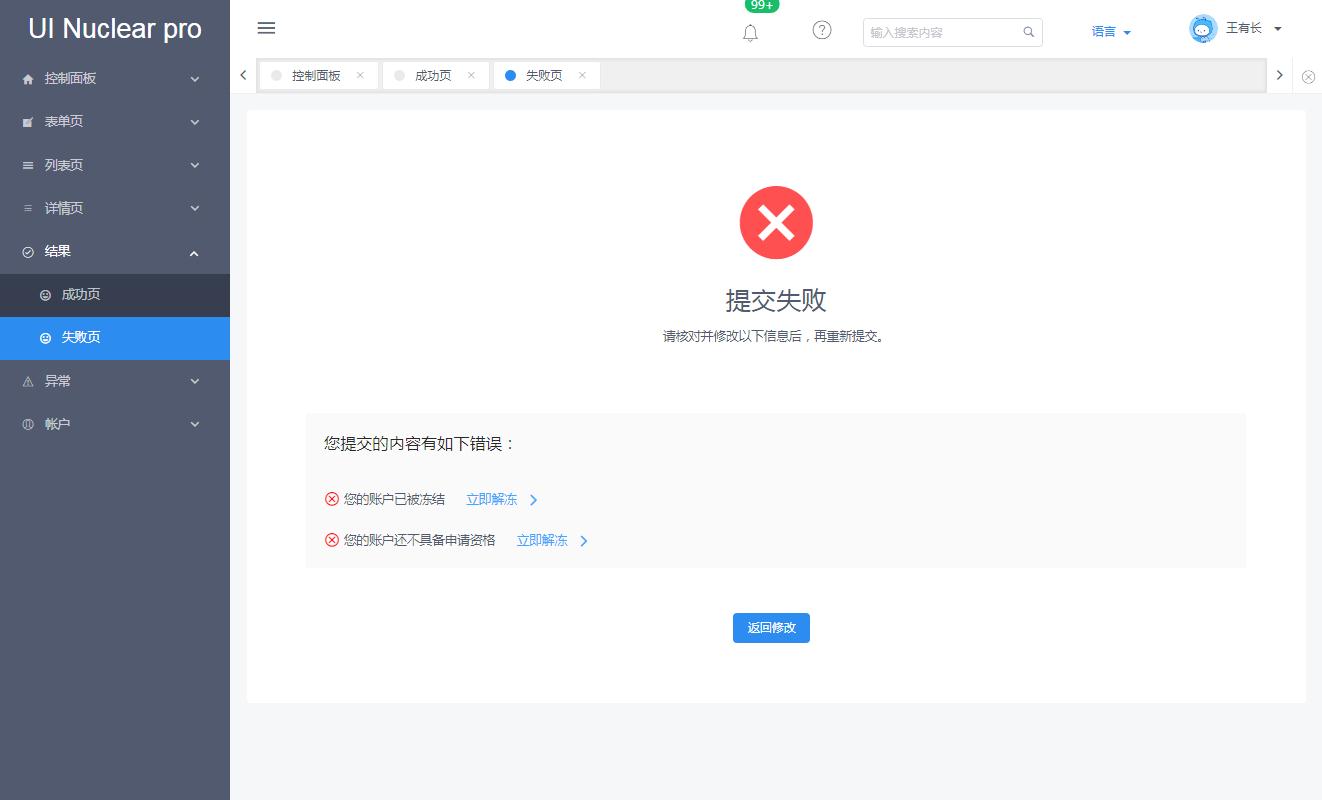 UI Nuclear pro
99+
输入搜索内容
语言
王有长
控制面板
成功页
失败页
控制面板
表单页
列表页
详情页
结果
成功页
失败页
异常
帐户
提交失败
请核对并修改以下信息后，再重新提交。
您提交的内容有如下错误：
您的账户已被冻结 立即解冻
您的账户还不具备申请资格 立即解冻
返回修改